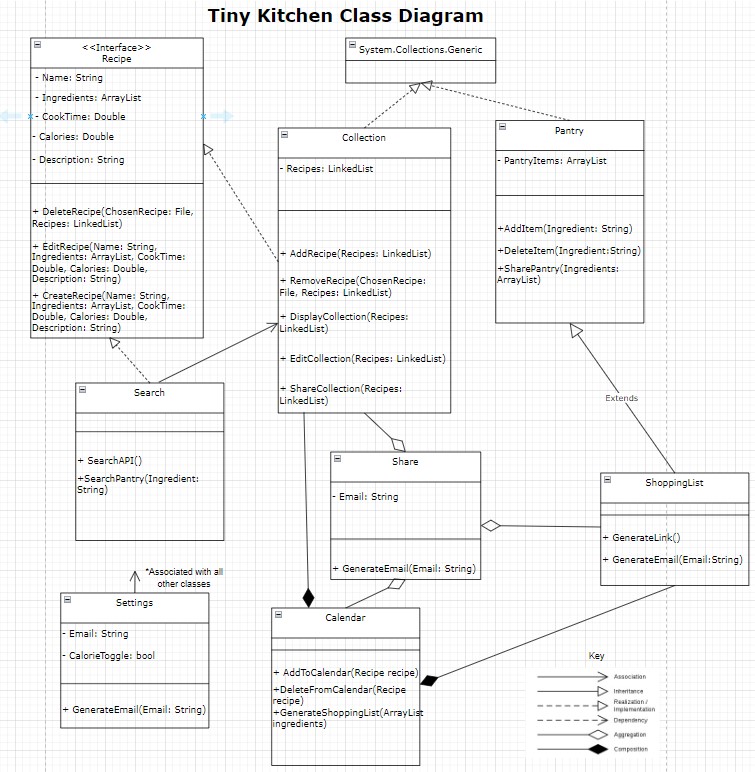 Tiny Kitchen Class Diagram
<<Interface>>
Recipe
- Name: String
- Ingredients: ArrayList
- CookTime: Double
- Calories: Double
- Description: String
+ DeleteRecipe(ChosenRecipe: File,
Recipes: LinkedList)
+ EditRecipe(Name: String,
Ingredients: ArrayList, CookTime:
Double, Calories: Double,
Description: String)
+ CreateRecipe(Name: String,
Ingredients: ArrayList, CookTime:
Double, Calories: Double,
Description: String)
System.Collections.Generic
Collection
- Recipes: LinkedList
+ AddRecipe(Recipes: LinkedList)
+ RemoveRecipe(ChosenRecipe:
File, Recipes: LinkedList)
+ DisplayCollection(Recipes:
LinkedList)
+ EditCollection(Recipes: LinkedList)
+ ShareCollection(Recipes:
LinkedList)
Pantry
- PantryItems: ArrayList
+AddItem(Ingredient: String)
+DeleteItem(Ingredient:String)
+SharePantry(Ingredients:
ArrayList)
Extends
Search
+ SearchAPI()
+SearchPantry(Ingredient:
String)
Share
- Email: String
+ GenerateEmail(Email: String)
ShoppingList
+ GenerateLink()
+ GenerateEmail(Email:String)
*Associated with all
other classes
Settings
- Email: String
- CalorieToggle: bool
+ GenerateEmail(Email: String)
Calendar
+ AddToCalendar(Recipe recipe)
+DeleteFromCalendar(Recipe
recipe)
+GenerateShoppingList(ArrayList
ingredients)
Key
Association
Inheritance
Realization /
Implementation
Dependency
Aggregation
Composition